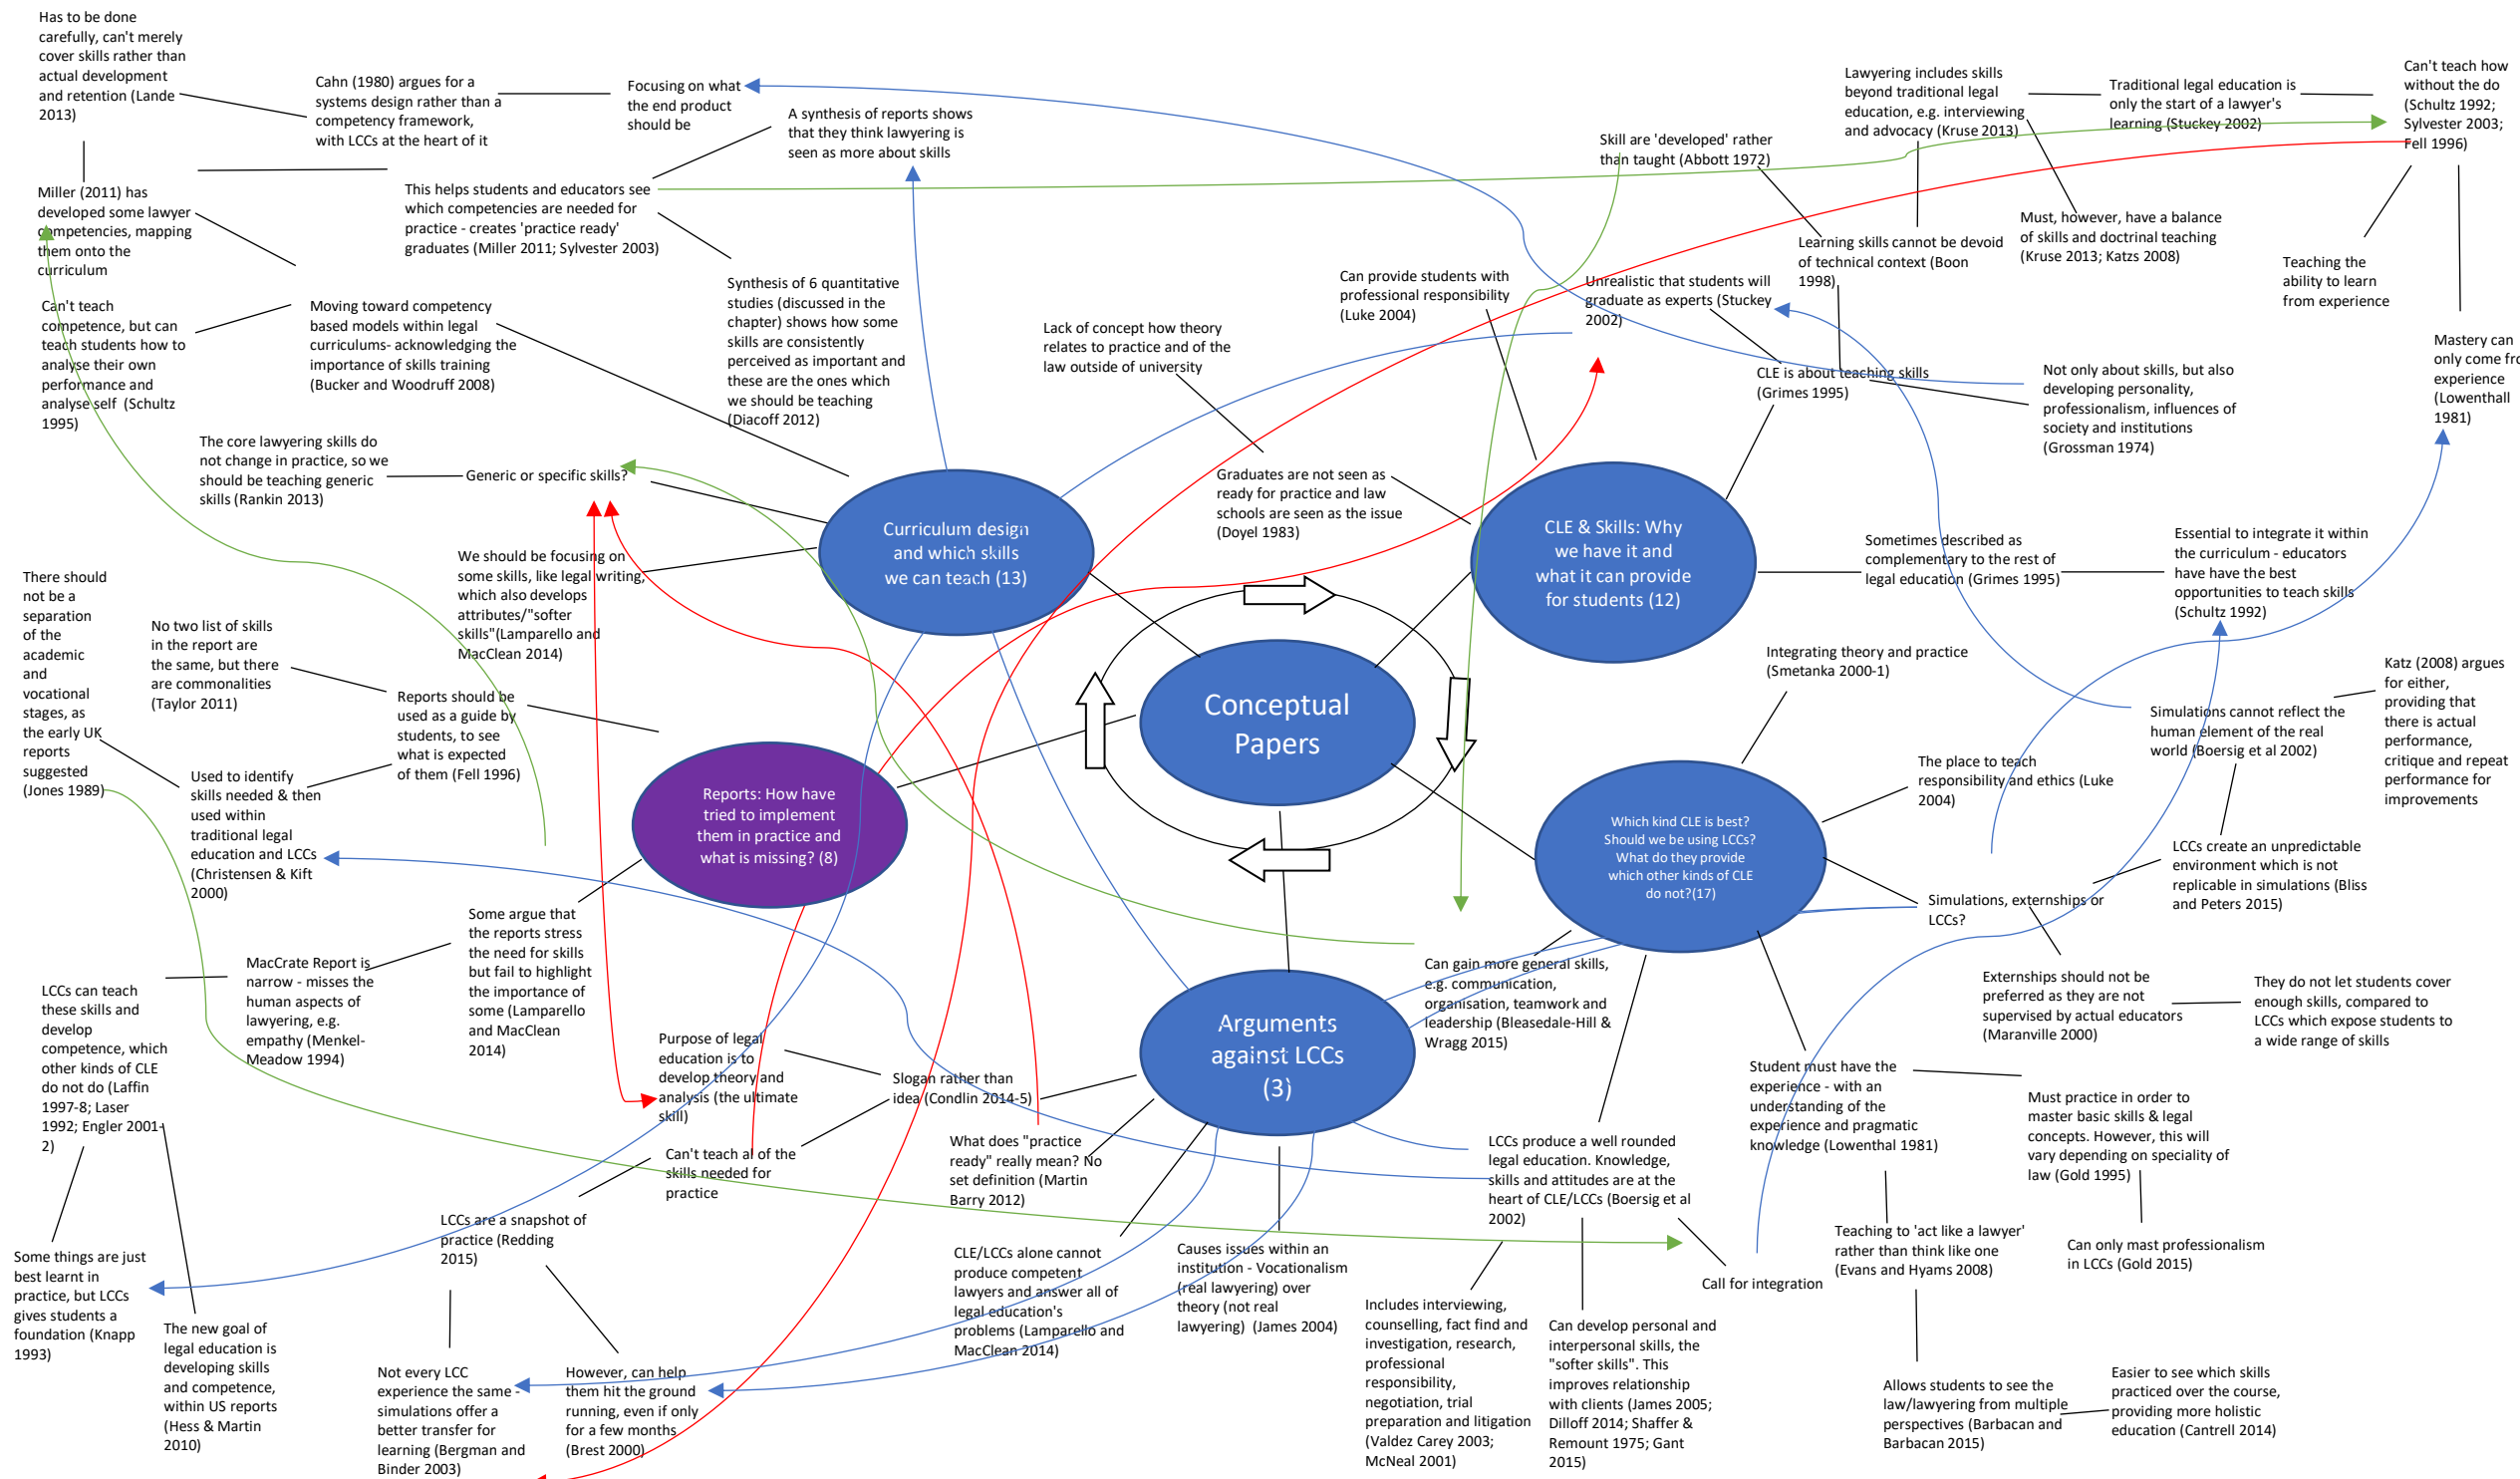 Has to be done
carefully, can't merely
cover skills rather than
actual development
and retention (Lande
2013)
Cahn (1980) argues for a
systems design rather than a
competency framework,
with LCCs at the heart of it
Focusing on what
the end product
should be
A synthesis of reports shows
that they think lawyering is
seen as more about skills
Miller (2011) has
developed some lawyer
competencies, mapping
them onto the
curriculum
This helps students and educators see
which competencies are needed for
practice - creates 'practice ready'
graduates (Miller 2011; Sylvester 2003)
Can't teach
competence, but can
teach students how to
analyse their own
performance and
analyse self  (Schultz
1995)
Moving toward competency
based models within legal
curriculums- acknowledging the
importance of skills training
(Bucker and Woodruff 2008)
Synthesis of 6 quantitative
studies (discussed in the
chapter) shows how some
skills are consistently
perceived as important and
these are the ones which
we should be teaching
(Diacoff 2012)
The core lawyering skills do
not change in practice, so we
should be teaching generic
skills (Rankin 2013)
Generic or specific skills?
We should be focusing on
some skills, like legal writing,
which also develops
attributes/"softer
skills"(Lamparello and
MacClean 2014)
Curriculum design
and which skills
we can teach (13)
Lack of concept how theory
relates to practice and of the
law outside of university
Graduates are not seen as
ready for practice and law
schools are seen as the issue
(Doyel 1983)
Can provide students with
professional responsibility
(Luke 2004)
Skill are 'developed' rather
than taught (Abbott 1972)
Unrealistic that students will
graduate as experts (Stuckey
2002)
Lawyering includes skills
beyond traditional legal
education, e.g. interviewing
and advocacy (Kruse 2013)
Traditional legal education is
only the start of a lawyer's
learning (Stuckey 2002)
Can't teach how
without the do
(Schultz 1992;
Sylvester 2003;
Fell 1996)
Learning skills cannot be devoid
of technical context (Boon
1998)
Must, however, have a balance
of skills and doctrinal teaching
(Kruse 2013; Katzs 2008)
Teaching the
ability to learn
from experience
Mastery can
only come fro
experience
(Lowenthall
1981)
CLE is about teaching skills
(Grimes 1995)
Not only about skills, but also
developing personality,
professionalism, influences of
society and institutions
(Grossman 1974)
CLE & Skills: Why
we have it and
what it can provide
for students (12)
Sometimes described as
complementary to the rest of
legal education (Grimes 1995)
Essential to integrate it within
the curriculum - educators
have have the best
opportunities to teach skills
(Schultz 1992)
Conceptual
Papers
There should
not be a
separation
of the
academic
and
vocational
stages, as
the early UK
reports
suggested
(Jones 1989)
No two list of skills
in the report are
the same, but there
are commonalities
(Taylor 2011)
Reports should be
used as a guide by
students, to see
what is expected
of them (Fell 1996)
Used to identify
skills needed & then
used within
traditional legal
education and LCCs
(Christensen & Kift
2000)
Reports: How have
tried to implement
them in practice and
what is missing? (8)
Some argue that
the reports stress
the need for skills
but fail to highlight
the importance of
some (Lamparello
and MacClean
2014)
MacCrate Report is
narrow - misses the
human aspects of
lawyering, e.g.
empathy (Menkel-
Meadow 1994)
LCCs can teach
these skills and
develop
competence, which
other kinds of CLE
do not do (Laffin
1997-8; Laser
1992; Engler 2001-
2)
Some things are just
best learnt in
practice, but LCCs
gives students a
foundation (Knapp
1993)
The new goal of
legal education is
developing skills
and competence,
within US reports
(Hess & Martin
2010)
Integrating theory and practice
(Smetanka 2000-1)
The place to teach
responsibility and ethics (Luke
2004)
Simulations cannot reflect the
human element of the real
world (Boersig et al 2002)
Katz (2008) argues
for either,
providing that
there is actual
performance,
critique and repeat
performance for
improvements
LCCs create an unpredictable
environment which is not
replicable in simulations (Bliss
and Peters 2015)
Which kind CLE is best?
Should we be using LCCs?
What do they provide
which other kinds of CLE
do not?(17)
Simulations, externships or
LCCs?
Externships should not be
preferred as they are not
supervised by actual educators
(Maranville 2000)
They do not let students cover
enough skills, compared to
LCCs which expose students to
a wide range of skills
Can gain more general skills,
e.g. communication,
organisation, teamwork and
leadership (Bleasedale-Hill &
Wragg 2015)
Student must have the
experience - with an
understanding of the
experience and pragmatic
knowledge (Lowenthal 1981)
Must practice in order to
master basic skills & legal
concepts. However, this will
vary depending on speciality of
law (Gold 1995)
Can only mast professionalism
in LCCs (Gold 2015)
Teaching to 'act like a lawyer'
rather than think like one
(Evans and Hyams 2008)
Allows students to see the
law/lawyering from multiple
perspectives (Barbacan and
Barbacan 2015)
Easier to see which skills
practiced over the course,
providing more holistic
education (Cantrell 2014)
LCCs produce a well rounded
legal education. Knowledge,
skills and attitudes are at the
heart of CLE/LCCs (Boersig et al
2002)
Call for integration
Includes interviewing,
counselling, fact find and
investigation, research,
professional
responsibility,
negotiation, trial
preparation and litigation
(Valdez Carey 2003;
McNeal 2001)
Can develop personal and
interpersonal skills, the
"softer skills". This
improves relationship
with clients (James 2005;
Dilloff 2014; Shaffer &
Remount 1975; Gant
2015)
Arguments
against LCCs
(3)
Slogan rather than
idea (Condlin 2014-5)
Purpose of legal
education is to
develop theory and
analysis (the ultimate
skill)
Can't teach al of the
skills needed for
practice
LCCs are a snapshot of
practice (Redding
2015)
Not every LCC
experience the same -
simulations offer a
better transfer for
learning (Bergman and
Binder 2003)
However, can help
them hit the ground
running, even if only
for a few months
(Brest 2000)
What does "practice
ready" really mean? No
set definition (Martin
Barry 2012)
CLE/LCCs alone cannot
produce competent
lawyers and answer all of
legal education's
problems (Lamparello and
MacClean 2014)
Causes issues within an
institution - Vocationalism
(real lawyering) over
theory (not real
lawyering)  (James 2004)